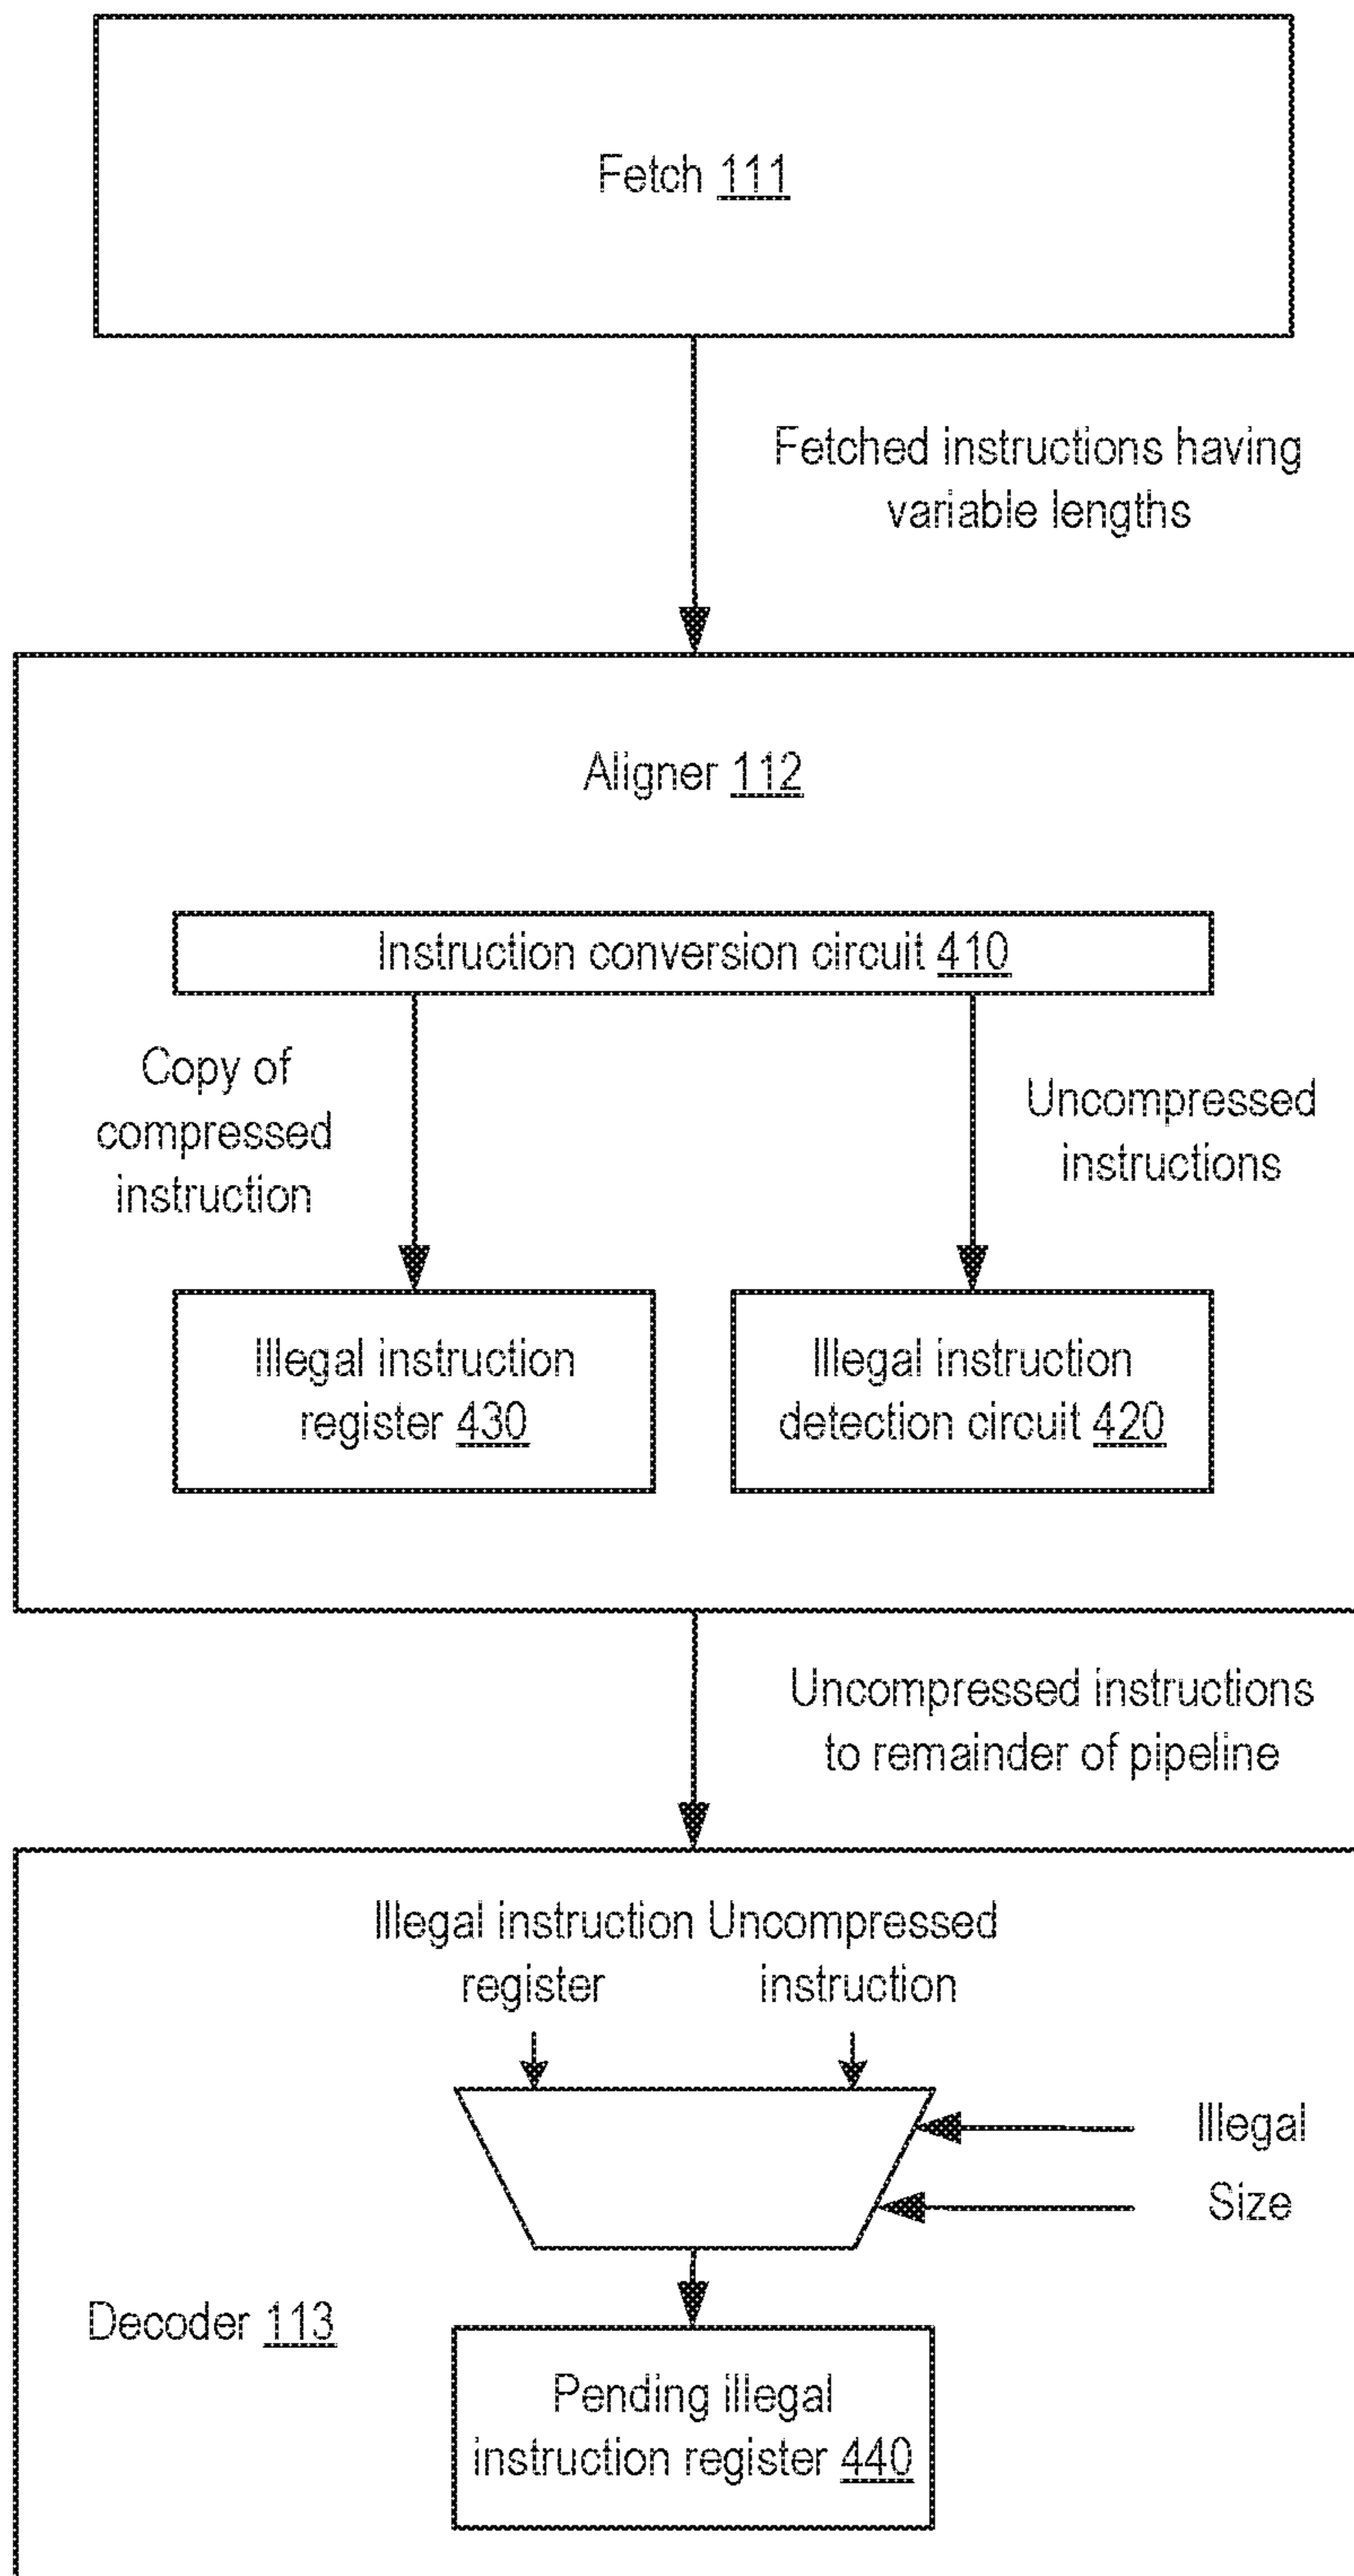 Fetch 111
Fetched instructions having
variable lengths
Aligner 112
Instruction conversion circuit 410
Copy of
compressed
instruction
Uncompressed
instructions
Illegal instruction
register 430
Illegal instruction
detection circuit 420
Uncompressed instructions
to remainder of pipeline
Illegal instruction
register
Uncompressed
instruction
Illegal
Size
Decoder 113
Pending illegal
instruction register 440